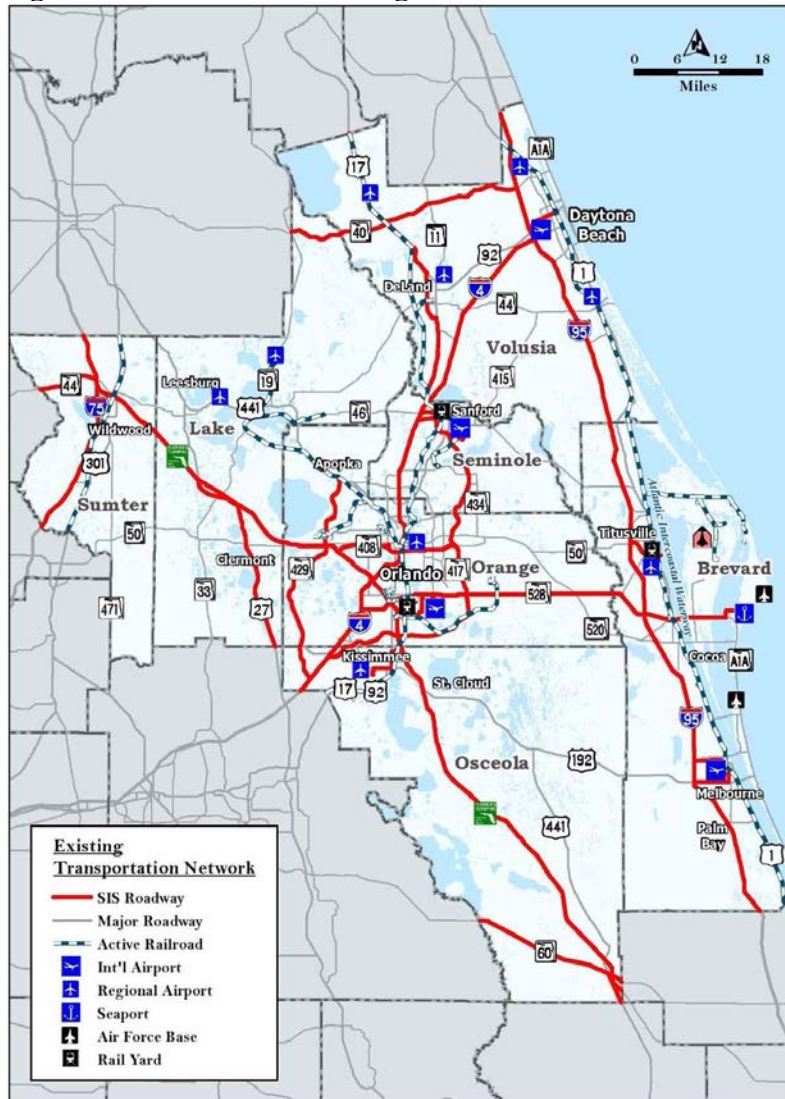 0 6 12 18
Miles
17
A1A
40
11
92
Daytona
Beach
DeLand
4
44
1
95
Volusia
415
44
Leesburg
19
441
46
Sanford
75
Wildwood
Lake
Apopka
Seminole
301
Sumter
434
50
408
Titusville
Atlantic Intercoastal Waterway
Clermont
429
Orlando
417
Orange
50
Brevard
33
471
27
4
528
520
Kissimmee
Cocoa
A1A
17
92
St. Cloud
95
Osceola
192
Melbourne
441
Palm
Bay
1
60
Existing
Transportation Network
SIS Roadway
Major Roadway
Active Railroad
Int'l Airport
Regional Airport
Seaport
Air Force Base
Rail Yard